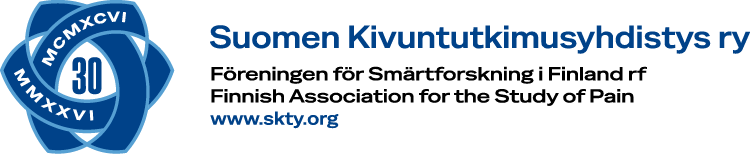 MCMXCVI
30
MMXXVI
Suomen Kivuntutkimusyhdistys ry
Föreningen för Smärtforskning i Finland rf
Finnish Association for the Study of Pain
www.skty.org